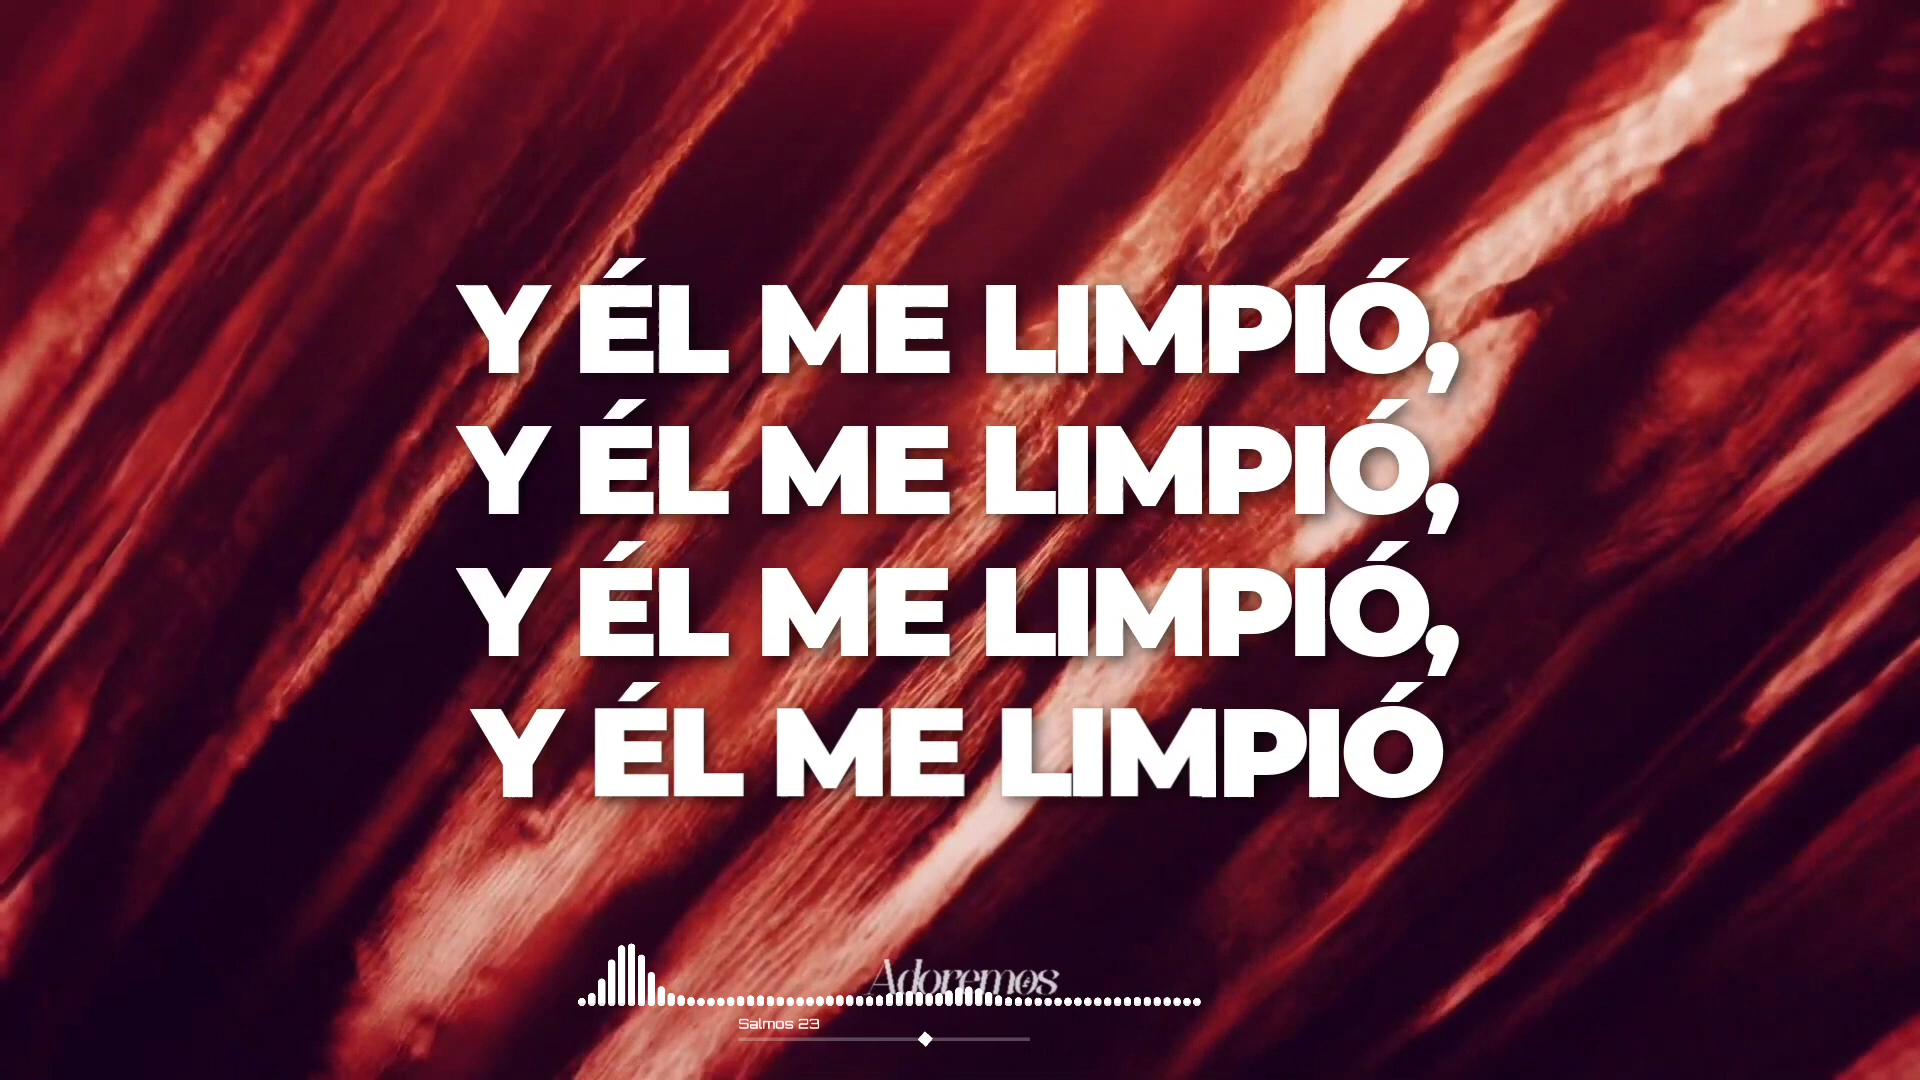 Y ÉL ME LIMPIÓ,
Y ÉL ME LIMPIÓ,
Y ÉL ME LIMPIÓ,
Y ÉL ME LIMPIÓ
Adoremos
Salmos 23